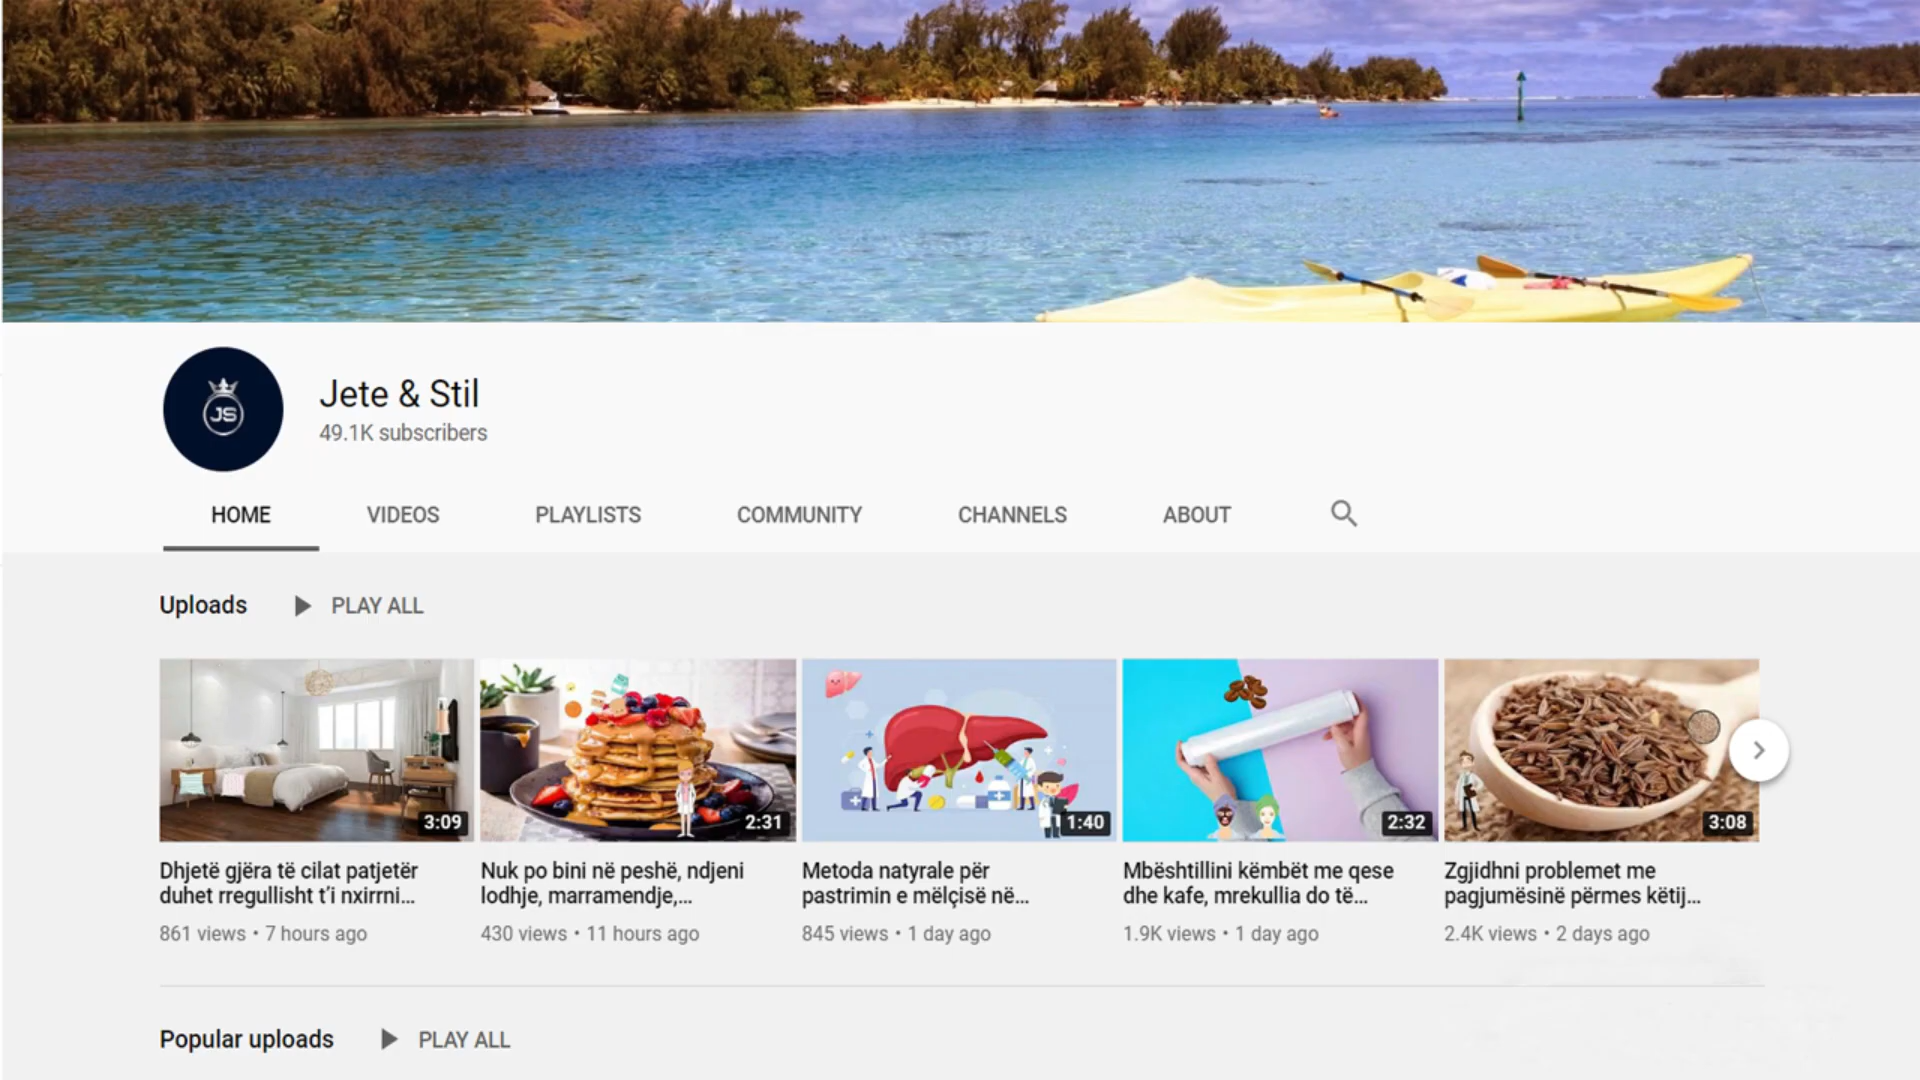 JS
Jete & Stil
49.1K subscribers
HOME VIDEOS PLAYLISTS COMMUNITY CHANNELS ABOUT
Uploads PLAY ALL
3:09 2:31 1:40 2:32 3:08
Dhjetë gjëra të cilat patjetër
duhet rregullisht t’i nxirrni...
861 views • 7 hours ago
Nuk po bini në peshë, ndjeni
lodhje, marramendje,...
430 views • 11 hours ago
Metoda natyrale për
pastrimin e mëlçisë në...
845 views • 1 day ago
Mbështillini këmbët me qese
dhe kafe, mrekullia do të...
1.9K views • 1 day ago
Zgjidhni problemet me
pagjumësinë përmes këtij...
2.4K views • 2 days ago
Popular uploads PLAY ALL